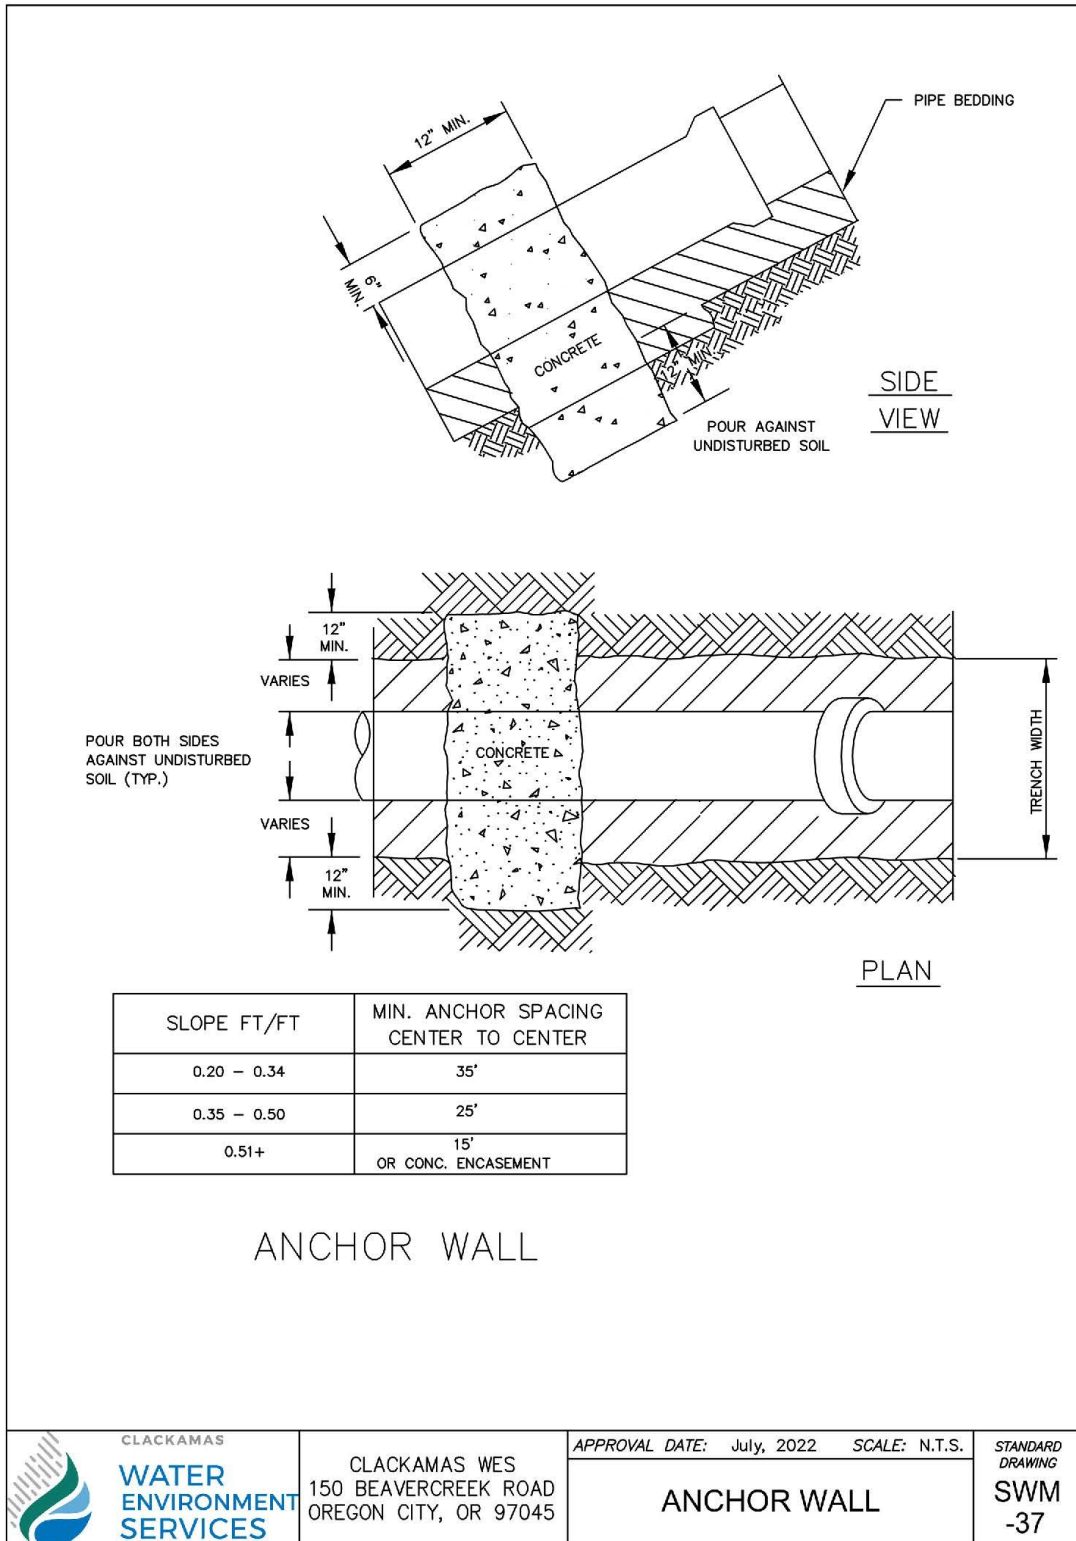 PIPE BEDDING
12" MIN.
6"
MIN.
CONCRETE
12" MIN.
POUR AGAINST
UNDISTURBED SOIL
SIDE
VIEW
12"
MIN.
VARIES
POUR BOTH SIDES
AGAINST UNDISTURBED
SOIL (TYP.)
CONCRETE
TRENCH WIDTH
VARIES
12"
MIN.
PLAN
SLOPE FT/FT
MIN. ANCHOR SPACING
CENTER TO CENTER
0.20 – 0.34
35'
0.35 – 0.50
25'
0.51+
15'
OR CONC. ENCASEMENT
ANCHOR WALL
CLACKAMAS
WATER
ENVIRONMENT
SERVICES
CLACKAMAS WES
150 BEAVERCREEK ROAD
OREGON CITY, OR 97045
APPROVAL DATE: July, 2022 SCALE: N.T.S.
ANCHOR WALL
STANDARD
DRAWING
SWM
-37